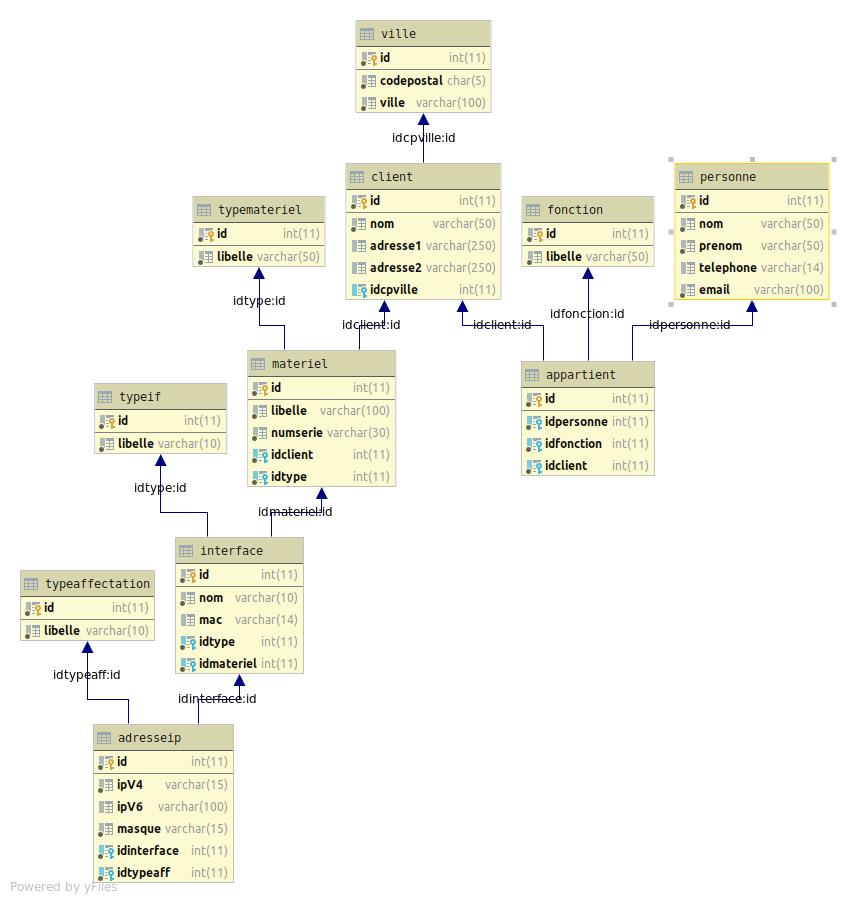 ville
id int(11)
codepostal char(5)
ville varchar(100)
idcpville:id
client
id int(11)
nom varchar(50)
adresse1 varchar(250)
adresse2 varchar(250)
idcpville int(11)
personne
id int(11)
nom varchar(50)
prenom varchar(50)
telephone varchar(14)
email varchar(100)
typemateriel
id int(11)
libelle varchar(50)
fonction
id int(11)
libelle varchar(50)
idtype:id
idclient:id
idclient:id
idfonction:id
idpersonne:id
materiel
id int(11)
libelle varchar(100)
numserie varchar(30)
idclient int(11)
idtype int(11)
appartient
id int(11)
idpersonne int(11)
idfonction int(11)
idclient int(11)
typeif
id int(11)
libelle varchar(10)
idtype:id
idmateriel:id
interface
id int(11)
nom varchar(10)
mac varchar(14)
idtype int(11)
idmateriel int(11)
typeaffectation
id int(11)
libelle varchar(10)
idtypeaff:id
idinterface:id
adresseip
id int(11)
ipV4 varchar(15)
ipV6 varchar(100)
masque varchar(15)
idinterface int(11)
idtypeaff int(11)
Powered by yFiles